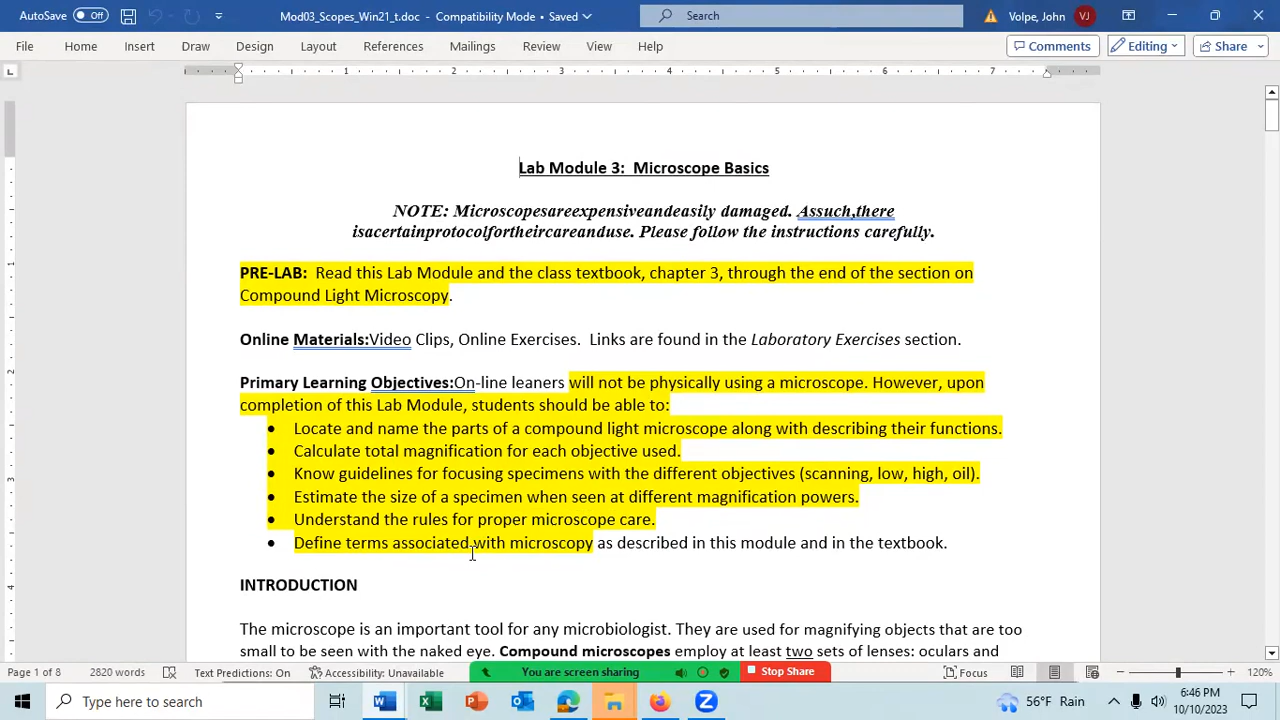 AutoSave Off Mod03_Scopes_Win21_t.doc - Compatibility Mode • Saved Search Volpe, John VJ
File Home Insert Draw Design Layout References Mailings Review View Help Comments Editing Share
1 2 3 4 5 6 7
Lab Module 3: Microscope Basics
NOTE: Microscopesareexpensiveandeasily damaged. Assuch,there
isacertainprotocolfortheircareanduse. Please follow the instructions carefully.
PRE-LAB: Read this Lab Module and the class textbook, chapter 3, through the end of the section on
Compound Light Microscopy.
Online Materials:Video Clips, Online Exercises. Links are found in the Laboratory Exercises section.
Primary Learning Objectives:On-line leaners will not be physically using a microscope. However, upon
completion of this Lab Module, students should be able to:
• Locate and name the parts of a compound light microscope along with describing their functions.
• Calculate total magnification for each objective used.
• Know guidelines for focusing specimens with the different objectives (scanning, low, high, oil).
• Estimate the size of a specimen when seen at different magnification powers.
• Understand the rules for proper microscope care.
• Define terms associated with microscopy as described in this module and in the textbook.
INTRODUCTION
The microscope is an important tool for any microbiologist. They are used for magnifying objects that are too
small to be seen with the naked eye. Compound microscopes employ at least two sets of lenses: oculars and
1
2
3
4
Page 1 of 8 2820 words Text Predictions: On Accessibility: Unavailable You are screen sharing Stop Share Focus 120%
Type here to search 56°F Rain 6:46 PM
10/10/2023